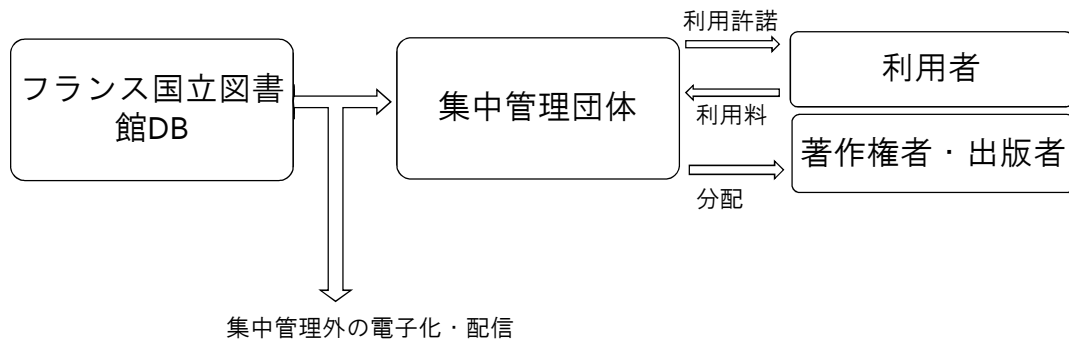 フランス国立図書
館DB
集中管理団体
利用許諾
利用者
利用料
著作権者・出版者
分配
集中管理外の電子化・配信